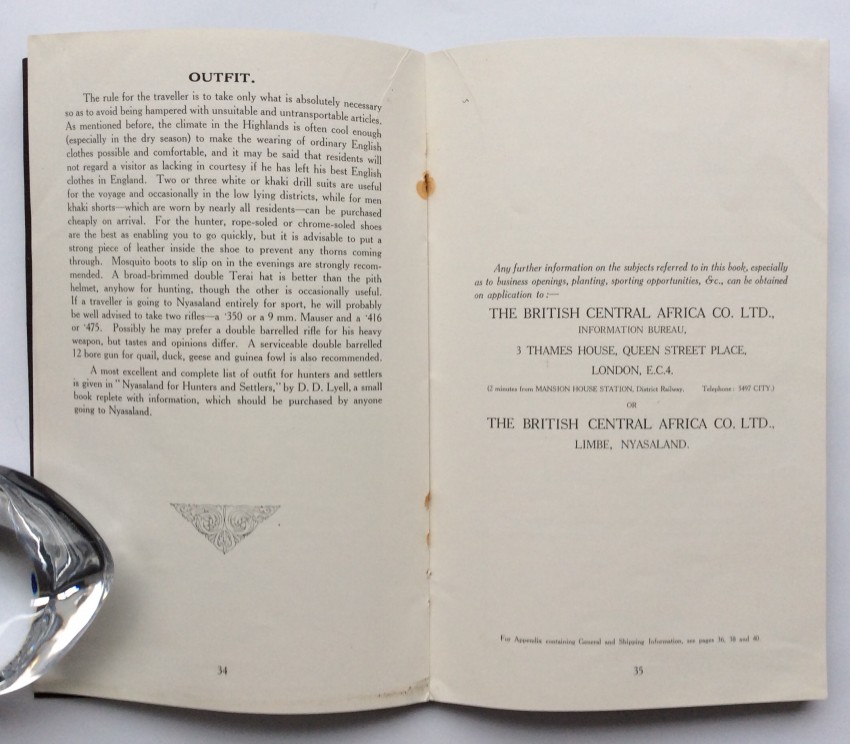 OUTFIT.
The rule for the traveller is to take only what is absolutely necessary
so as to avoid being hampered with unsuitable and untransportable articles.
As mentioned before, the climate in the Highlands is often cool enough
(especially in the dry season) to make the wearing of ordinary English
clothes possible and comfortable, and it may be said that residents will
not regard a visitor as lacking in courtesy if he has left his best English
clothes in England. Two or three white or khaki drill suits are useful
for the voyage and occasionally in the low lying districts, while for men
khaki shorts—which are worn by nearly all residents—can be purchased
cheaply on arrival. For the hunter, rope-soled or chrome-soled shoes
are the best as enabling you to go quickly, but it is advisable to put a
strong piece of leather inside the shoe to prevent any thorns coming
through. Mosquito boots to slip on in the evenings are strongly recom-
mended. A broad-brimmed double Terai hat is better than the pith
helmet, anyhow for hunting, though the other is occasionally useful.
If a traveller is going to Nyasaland entirely for sport, he will probably
be well advised to take two rifles—a ·350 or a 9 mm. Mauser and a ·416
or ·475. Possibly he may prefer a double barrelled rifle for his heavy
weapon, but tastes and opinions differ. A serviceable double barrelled
12 bore gun for quail, duck, geese and guinea fowl is also recommended.
A most excellent and complete list of outfit for hunters and settlers
is given in "Nyasaland for Hunters and Settlers," by D. D. Lyell, a small
book replete with information, which should be purchased by anyone
going to Nyasaland.
34
Any further information on the subjects referred to in this book, especially
as to business openings, planting, sporting opportunities, &c., can be obtained
on application to :—
THE BRITISH CENTRAL AFRICA CO. LTD.,
INFORMATION BUREAU,
3 THAMES HOUSE, QUEEN STREET PLACE,
LONDON, E.C.4.
(2 minutes from MANSION HOUSE STATION, District Railway. Telephone: 5497 CITY.)
OR
THE BRITISH CENTRAL AFRICA CO. LTD.,
LIMBE, NYASALAND.
For Appendix containing General and Shipping Information, see pages 36, 38 and 40.
35